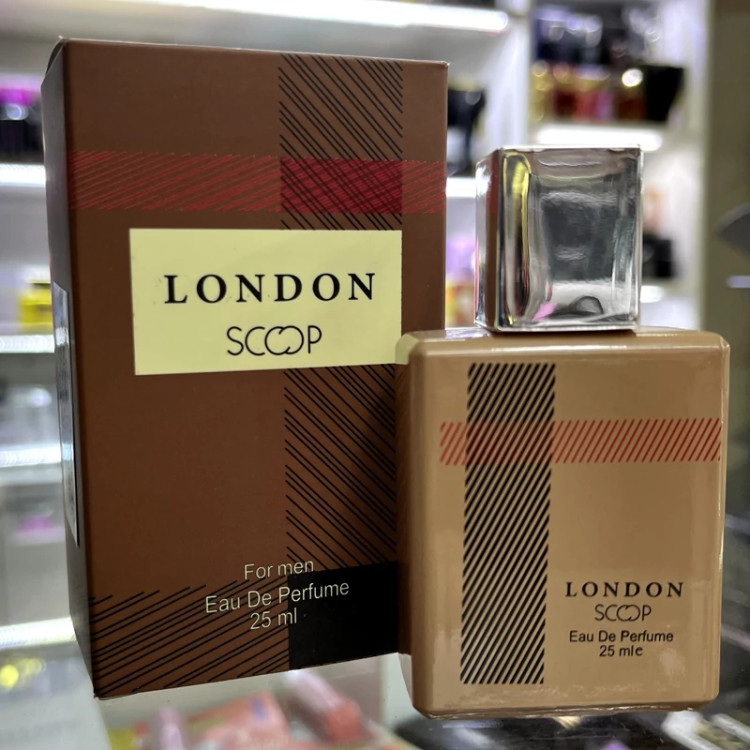 LONDON
SCOOP
For men
Eau De Perfume
25 ml
LONDON
SCOOP
Eau De Perfume
25 mle